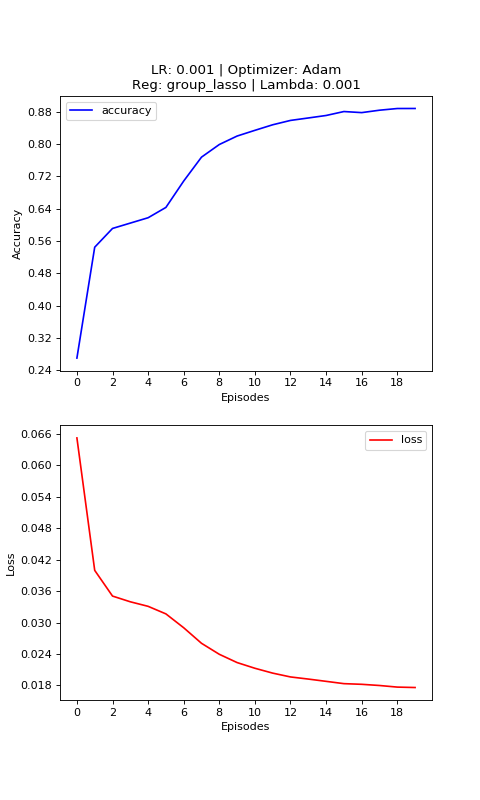 LR: 0.001 | Optimizer: Adam
Reg: group_lasso | Lambda: 0.001
accuracy
0.88
0.80
0.72
0.64
0.56
0.48
0.40
0.32
0.24
Accuracy
0 2 4 6 8 10 12 14 16 18
Episodes
loss
0.066
0.060
0.054
0.048
0.042
0.036
0.030
0.024
0.018
Loss
0 2 4 6 8 10 12 14 16 18
Episodes